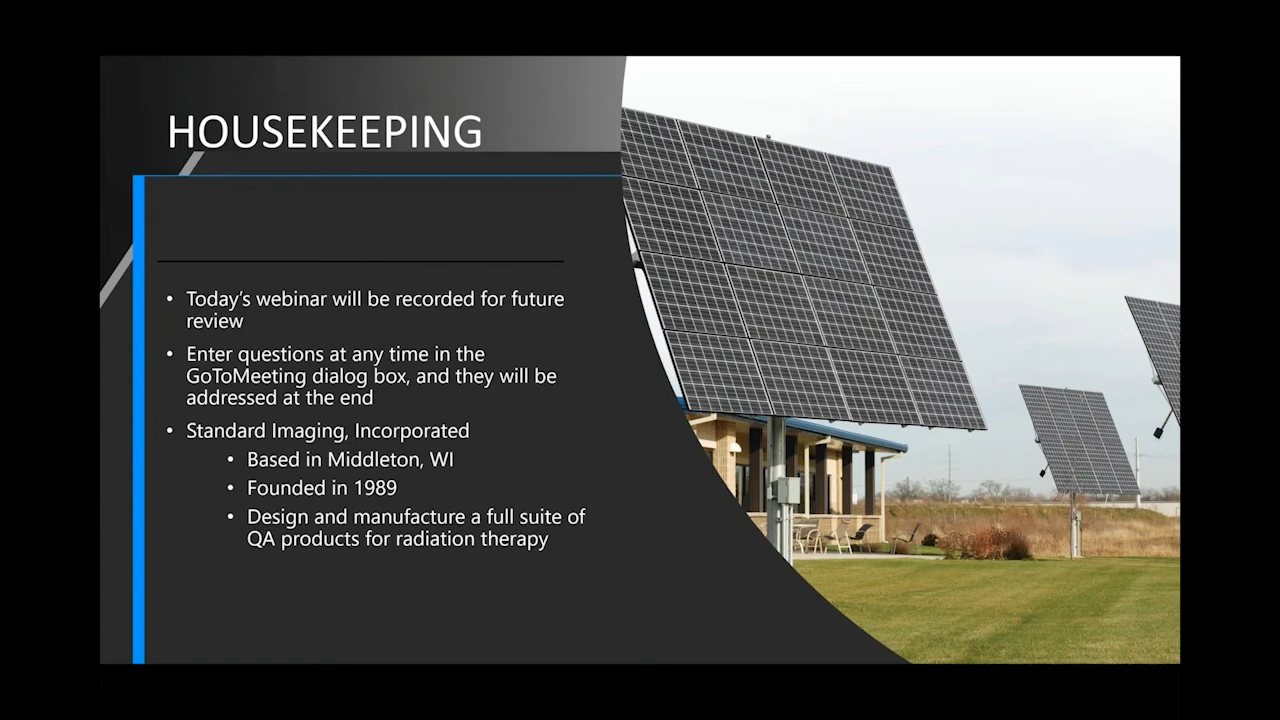 HOUSEKEEPING
• Today's webinar will be recorded for future
review
• Enter questions at any time in the
GoToMeeting dialog box, and they will be
addressed at the end
• Standard Imaging, Incorporated
• Based in Middleton, WI
• Founded in 1989
• Design and manufacture a full suite of
QA products for radiation therapy